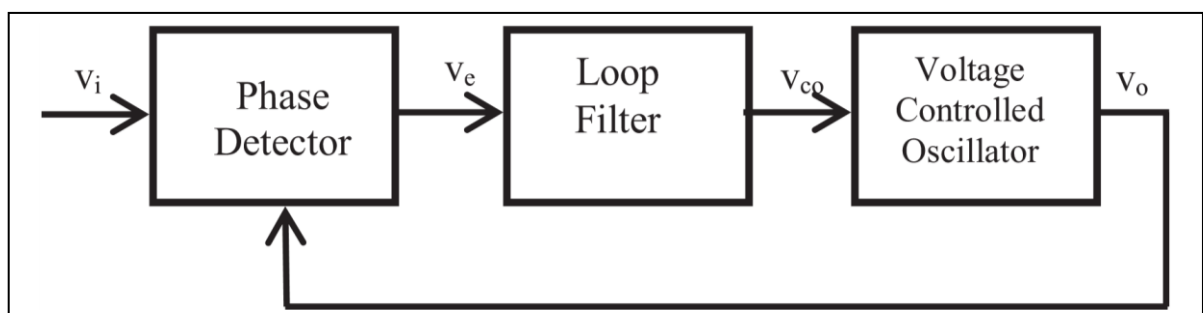 v_i
Phase
Detector
v_e
Loop
Filter
v_co
Voltage
Controlled
Oscillator
v_o